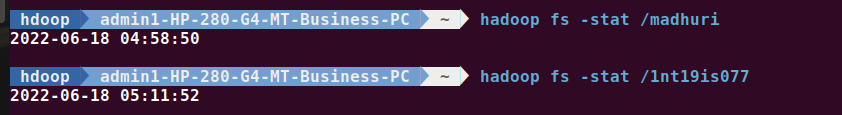 hdoop admin1-HP-280-G4-MT-Business-PC ~ hadoop fs -stat /madhuri
2022-06-18 04:58:50
hdoop admin1-HP-280-G4-MT-Business-PC ~ hadoop fs -stat /1nt19is077
2022-06-18 05:11:52